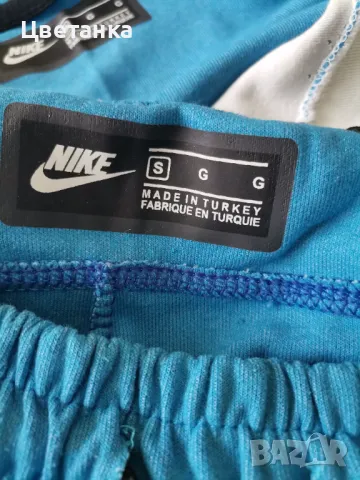 Цветанка
NIKE
S G G
MADE IN TURKEY
FABRIQUE EN TURQUIE
BAZAR